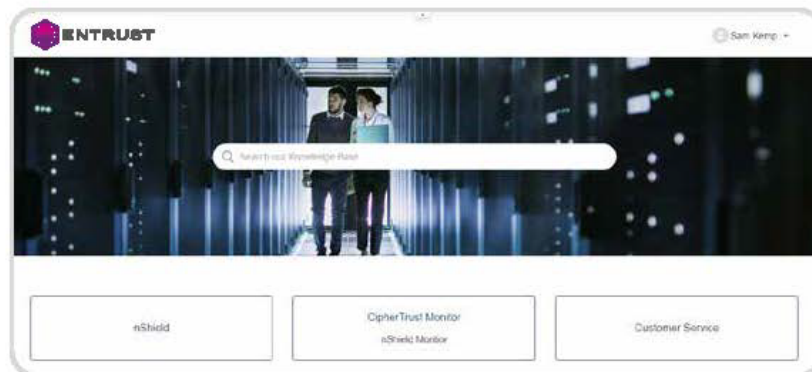 ENTRUST
Sam Kemp
Search our Knowledge Base
nShield
CipherTrust Monitor
nShield Monitor
Customer Service